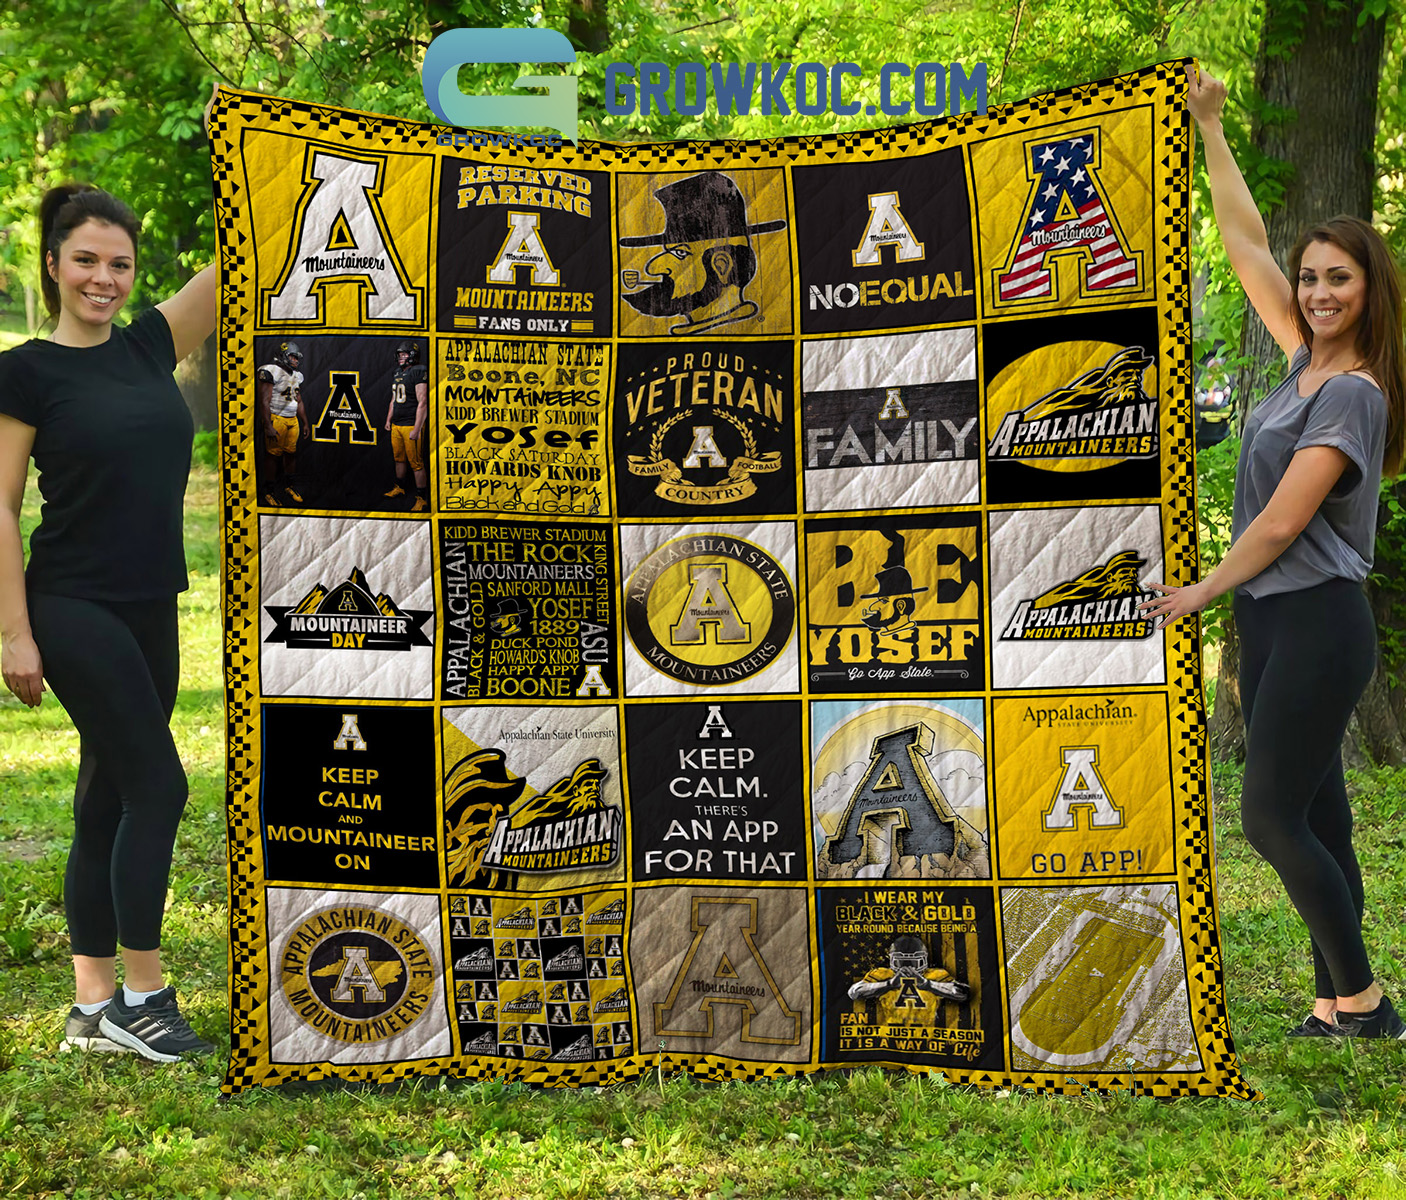 GROWKOC.COM
GROWKOC
Mountaineers
RESERVED
PARKING
Mountaineers
MOUNTAINEERS
FANS ONLY
Mountaineers
NOEQUAL
Mountaineers
Mountaineers
APPALACHIAN STATE
Boone, NC
MOUNTAINEERS
KIDD BREWER STADIUM
YOSEF
BLACK SATURDAY
HOWARDS KNOB
Happy Appy
Black and Gold
PROUD
VETERAN
FAMILY
FOOTBALL
COUNTRY
FAMILY
APPALACHIAN
MOUNTAINEERS
MOUNTAINEER
DAY
KIDD BREWER STADIUM
THE ROCK
MOUNTAINEERS
SANFORD MALL
YOSEF
1889
DUCK POND
HOWARD'S KNOB
HAPPY APPY
BOONE
APPALACHIAN
BLACK & GOLD
KING STREET
ASU
APPALACHIAN STATE
Mountaineers
MOUNTAINEERS
BE
YOSEF
Go App State.
APPALACHIAN
MOUNTAINEERS
KEEP
CALM
AND
MOUNTAINEER
ON
Appalachian State University
APPALACHIAN
MOUNTAINEERS
KEEP
CALM.
THERE'S
AN APP
FOR THAT
Mountaineers
Appalachian
STATE UNIVERSITY
Mountaineers
GO APP!
APPALACHIAN STATE
Mountaineers
MOUNTAINEERS
Mountaineers
I WEAR MY
BLACK & GOLD
YEAR-ROUND BECAUSE BEING A
FAN
IS NOT JUST A SEASON
IT IS A WAY OF Life